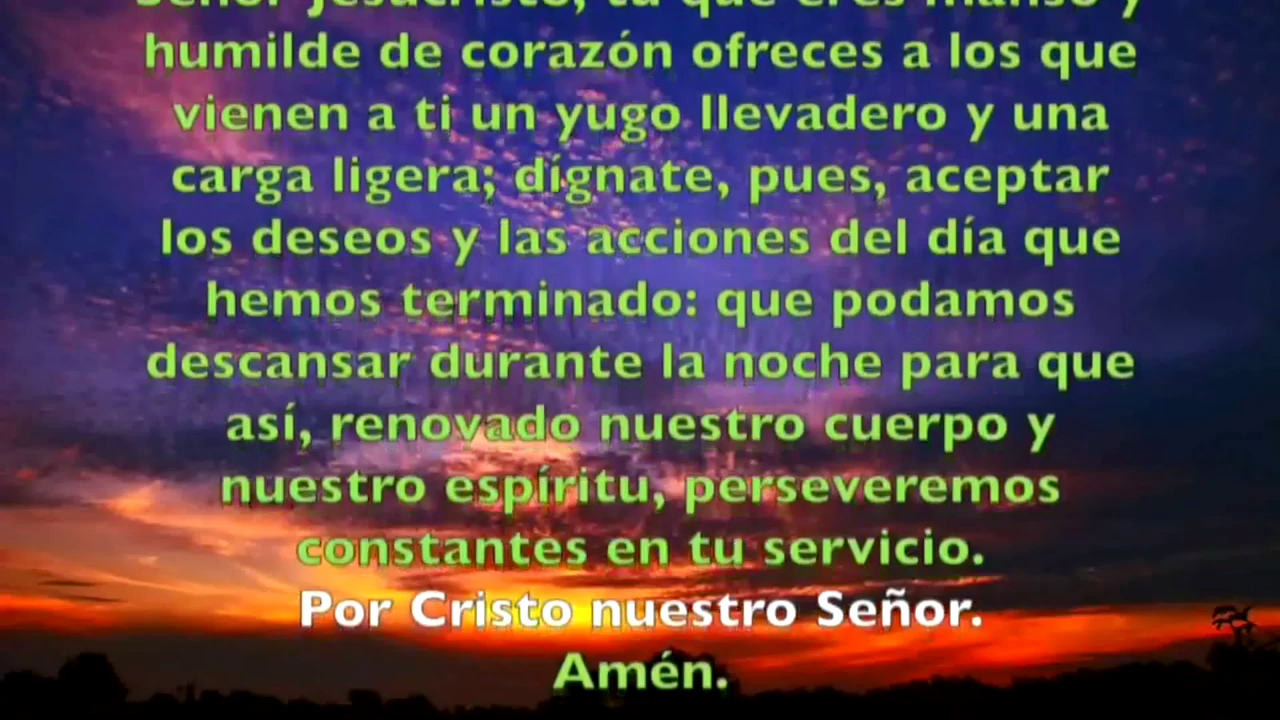 Señor Jesucristo, tú que eres manso y
humilde de corazón ofreces a los que
vienen a ti un yugo llevadero y una
carga ligera; dígnate, pues, aceptar
los deseos y las acciones del día que
hemos terminado: que podamos
descansar durante la noche para que
así, renovado nuestro cuerpo y
nuestro espíritu, perseveremos
constantes en tu servicio.
Por Cristo nuestro Señor.
Amén.